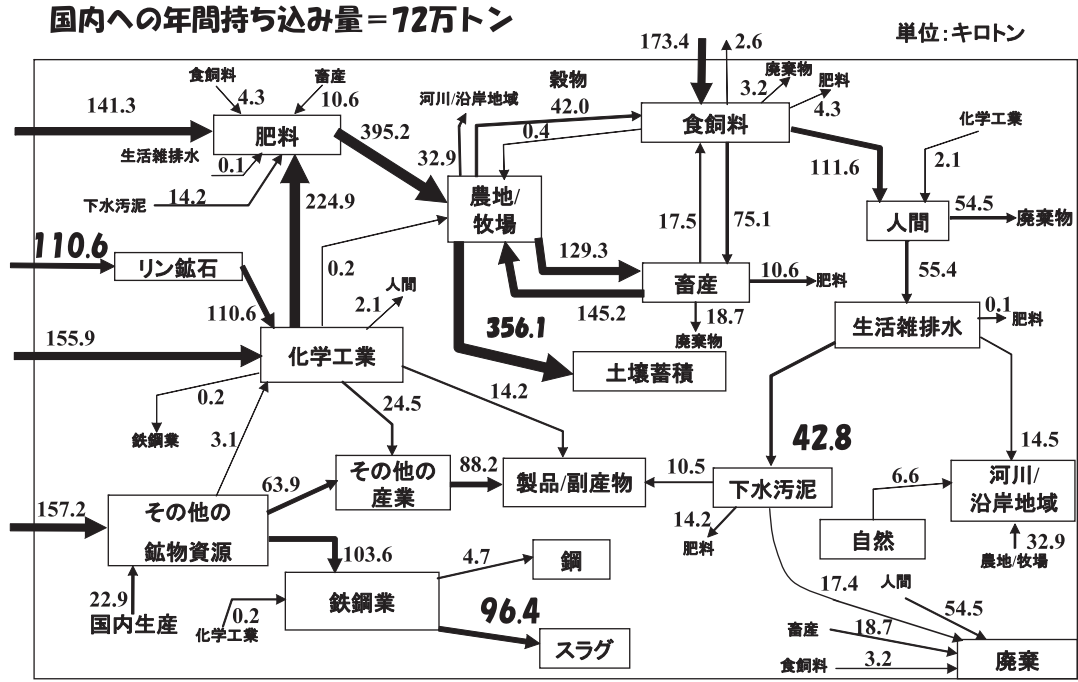 国内への年間持ち込み量＝72万トン
単位：キロトン
173.4
2.6
食飼料
4.3
畜産
10.6
河川/沿岸地域
穀物
42.0
廃棄物
3.2
肥料
4.3
141.3
肥料
395.2
0.4
食飼料
化学工業
2.1
生活雑排水
0.1
32.9
農地/
牧場
111.6
下水汚泥
14.2
224.9
17.5
75.1
人間
54.5
廃棄物
110.6
リン鉱石
0.2
129.3
畜産
10.6
肥料
55.4
110.6
人間
2.1
145.2
18.7
廃棄物
生活雑排水
0.1
肥料
155.9
化学工業
356.1
土壌蓄積
0.2
鉄鋼業
24.5
14.2
3.1
42.8
14.5
その他の
産業
88.2
製品/副産物
10.5
下水汚泥
6.6
河川/
沿岸地域
157.2
その他の
鉱物資源
63.9
14.2
肥料
自然
32.9
農地/牧場
103.6
4.7
鋼
22.9
国内生産
0.2
化学工業
鉄鋼業
96.4
スラグ
17.4
人間
54.5
畜産
18.7
食飼料
3.2
廃棄